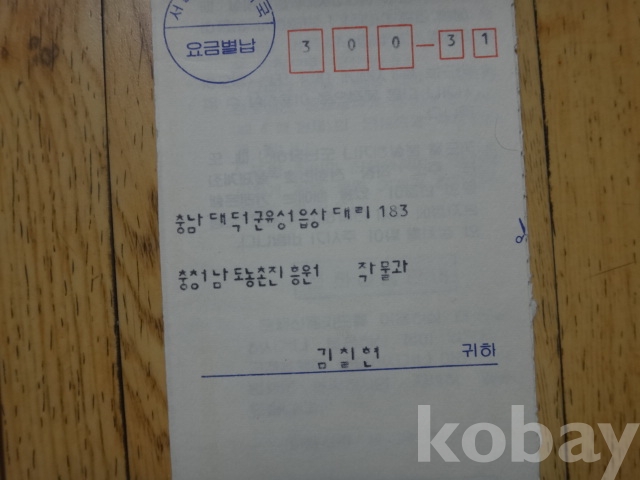 요금별납
300-31
충남 대덕군유성읍상대리 183
충청남도농촌진흥원 작물과
김칠현 귀하
kobay